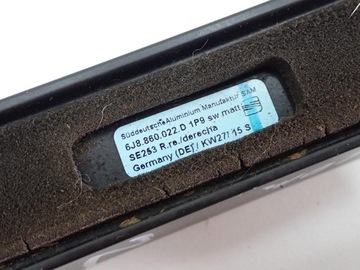 Süddeutsche Aluminium Manufaktur SAM
6J8.860.022.D 1P9 sw matt
SE253 R.re./derecha
Germany (DE) / KW27/15 S